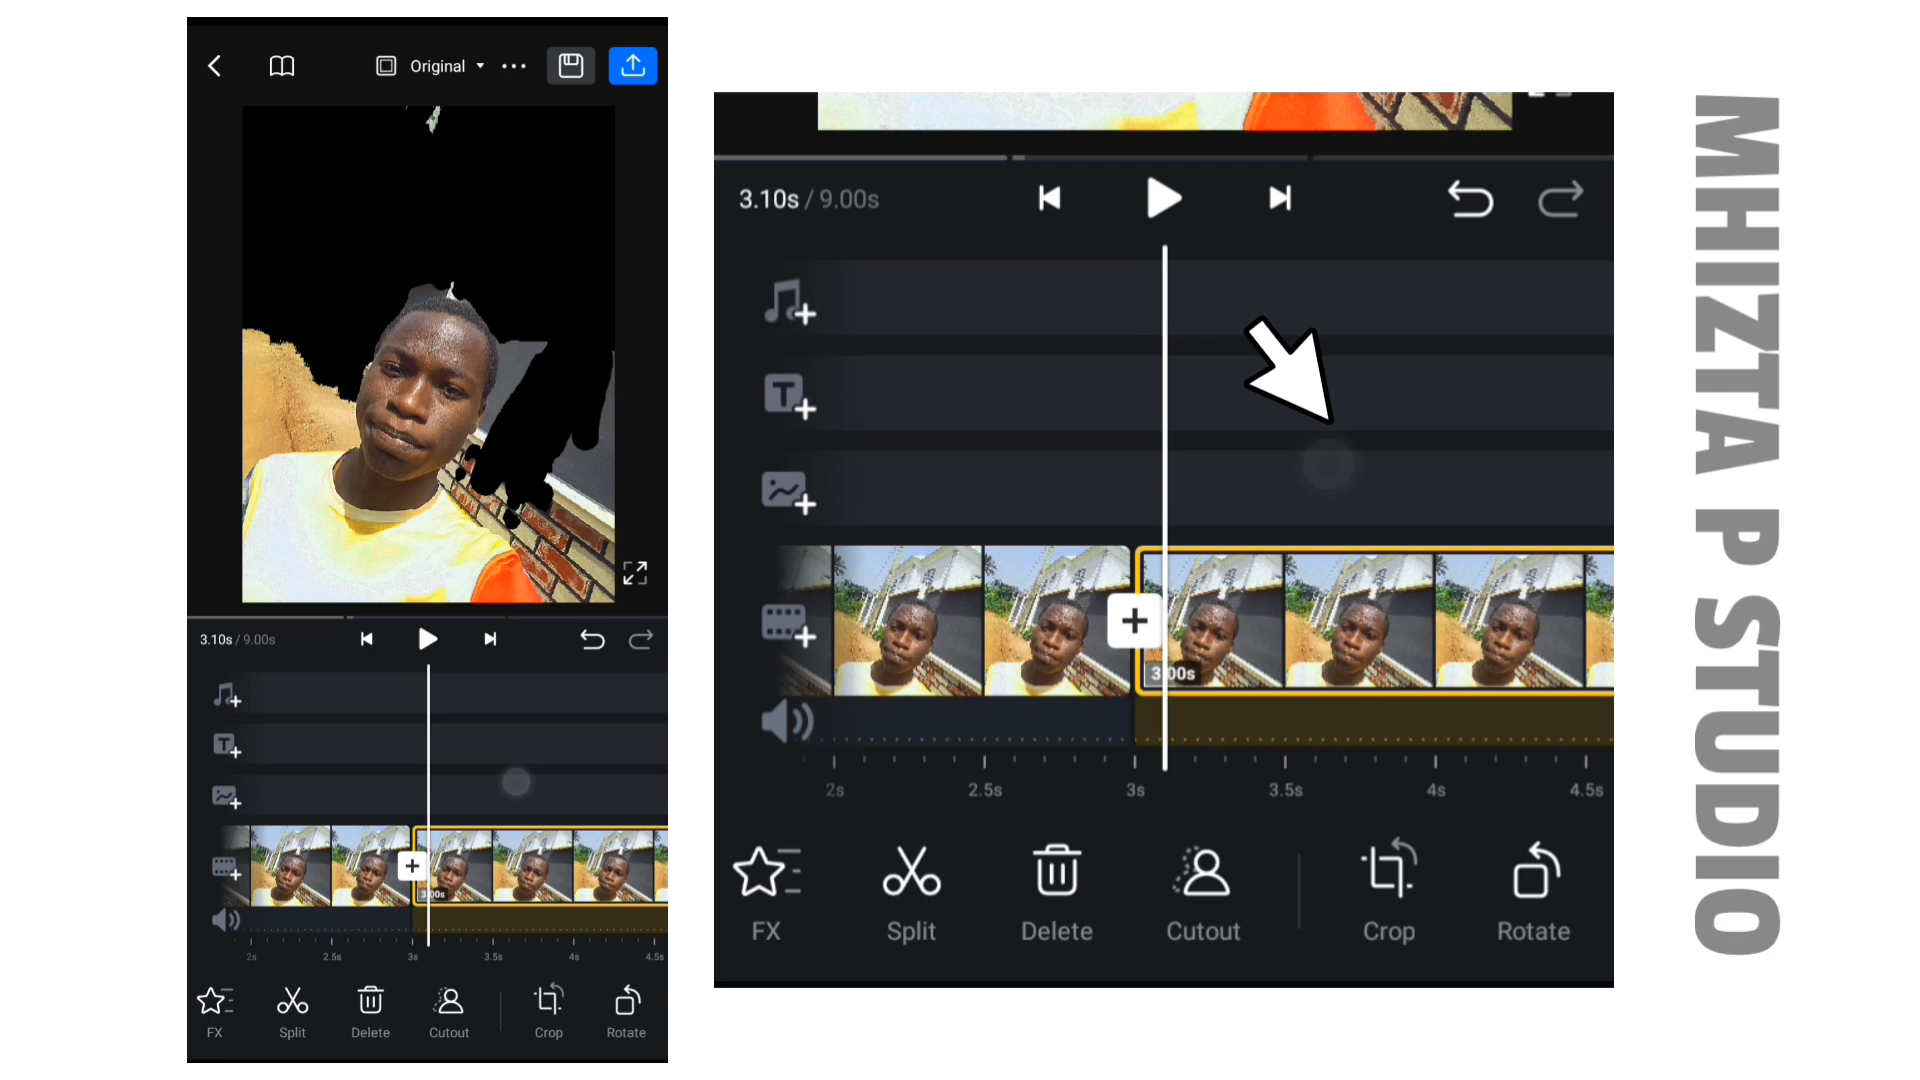 Original
3.10s / 9.00s
3.00s
2s 2.5s 3s 3.5s 4s 4.5s
FX Split Delete Cutout Crop Rotate
3.10s / 9.00s
T
3.00s
2s 2.5s 3s 3.5s 4s 4.5s
FX Split Delete Cutout Crop Rotate
MHIZTA P STUDIO